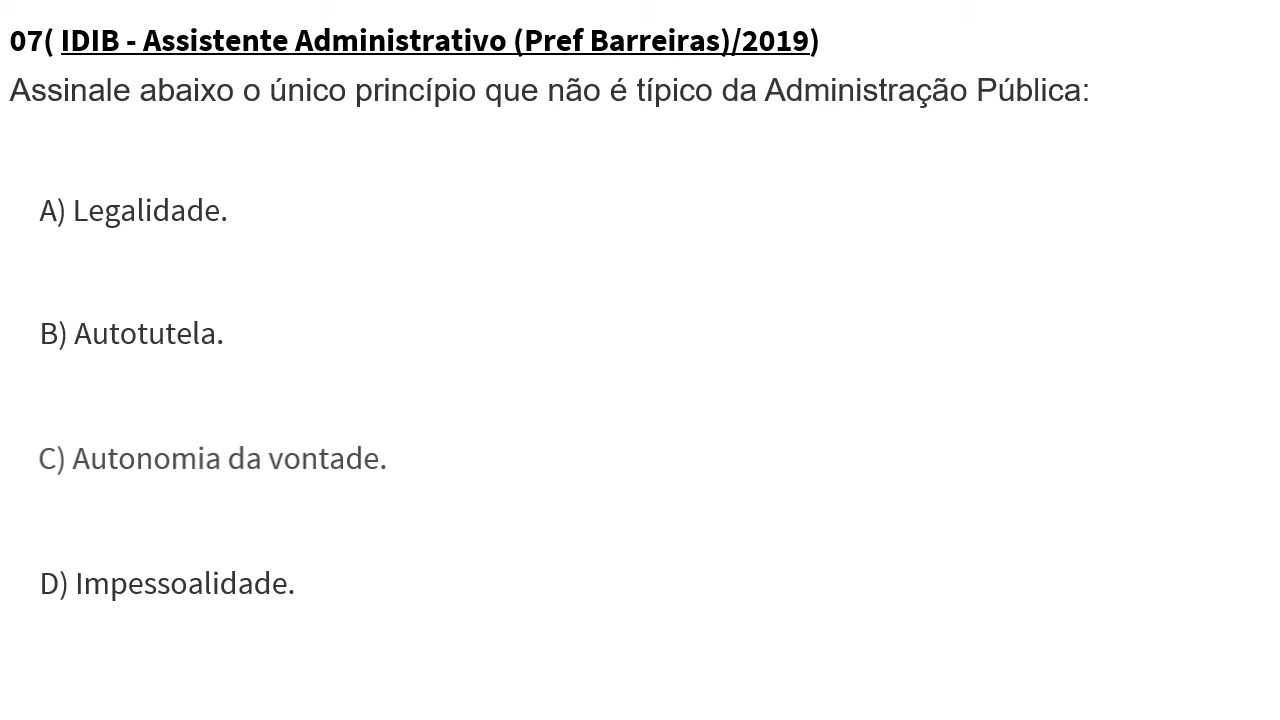 07( IDIB - Assistente Administrativo (Pref Barreiras)/2019)
Assinale abaixo o único princípio que não é típico da Administração Pública:
A) Legalidade.
B) Autotutela.
C) Autonomia da vontade.
D) Impessoalidade.